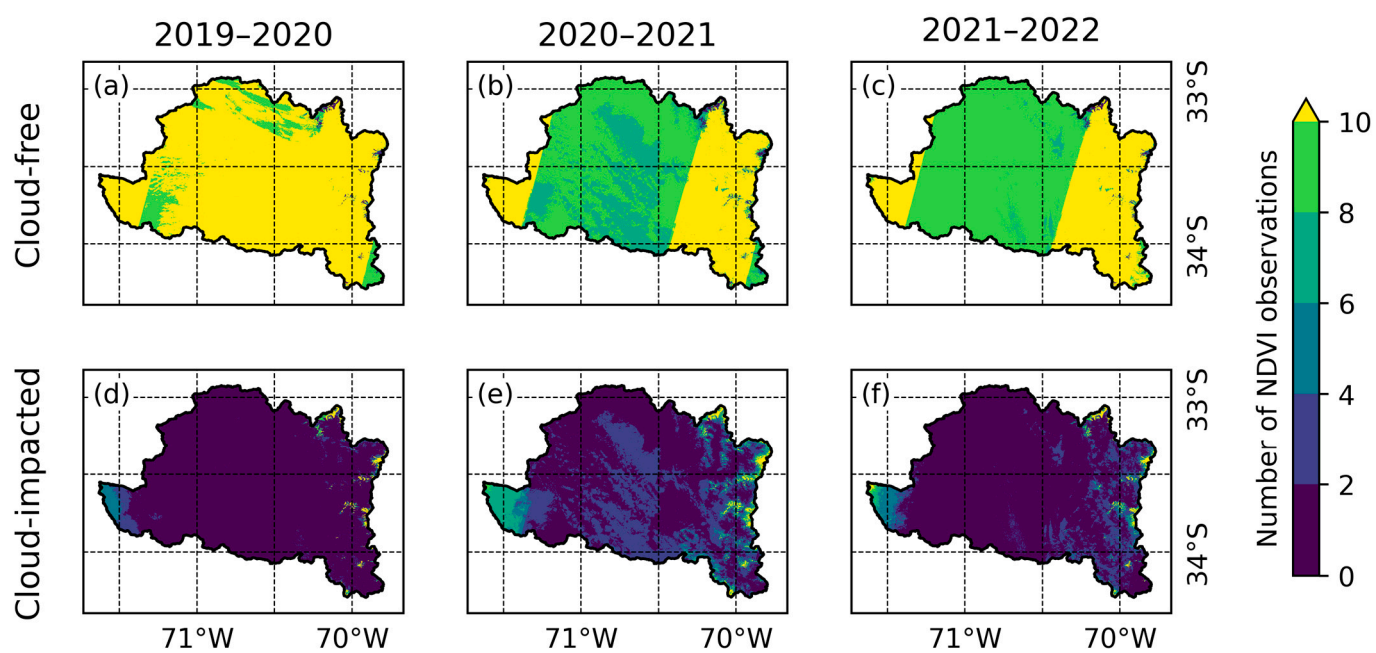 2019–2020
2020–2021
2021–2022
Cloud-free
(a)
(b)
(c)
33°S
34°S
Cloud-impacted
(d)
(e)
(f)
33°S
34°S
71°W
70°W
71°W
70°W
71°W
70°W
Number of NDVI observations
10
8
6
4
2
0